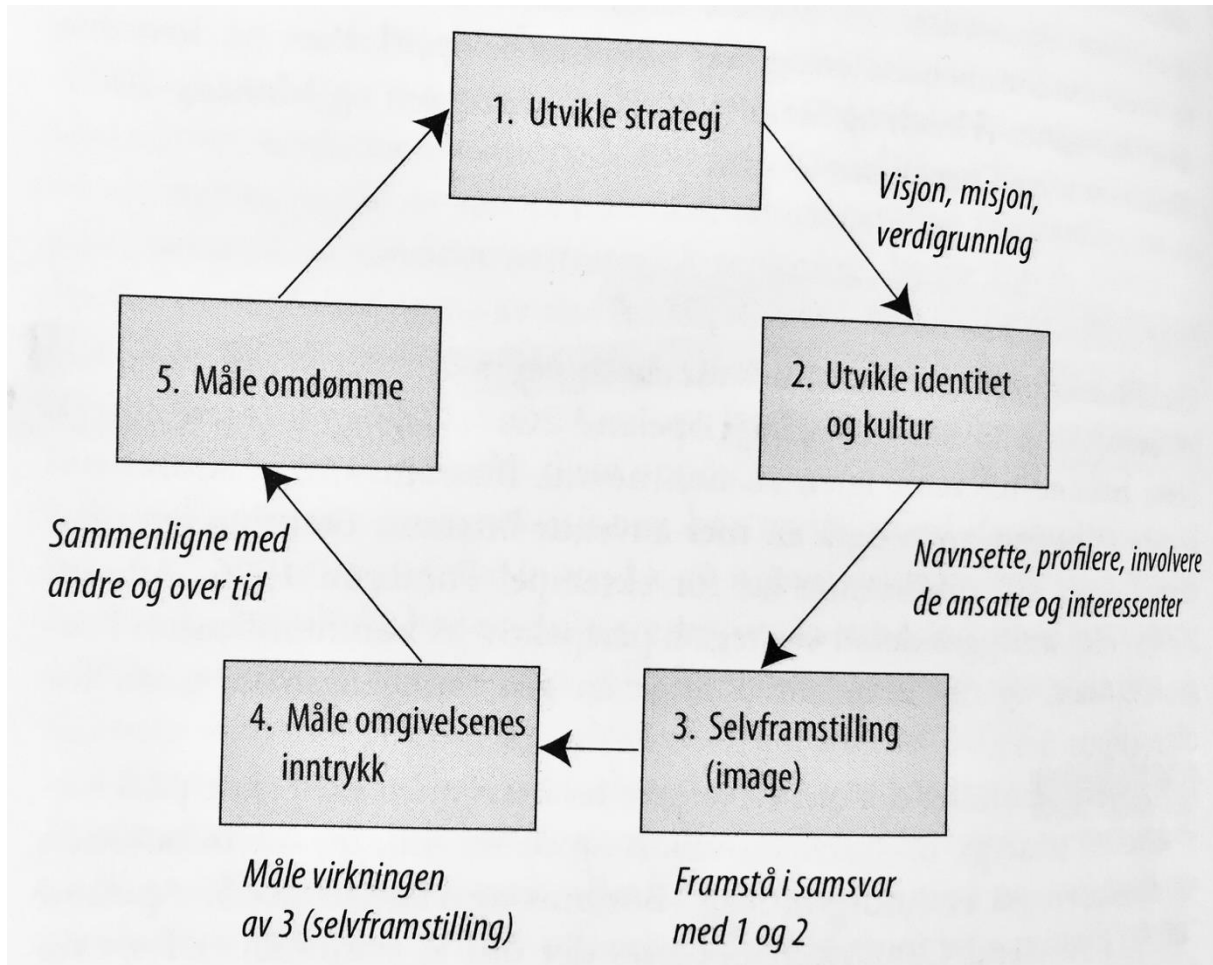 1. Utvikle strategi
Visjon, misjon,
verdigrunnlag
2. Utvikle identitet
og kultur
Navnsette, profilere, involvere
de ansatte og interessenter
3. Selvframstilling
(image)
Framstå i samsvar
med 1 og 2
4. Måle omgivelsenes
inntrykk
Måle virkningen
av 3 (selvframstilling)
Sammenligne med
andre og over tid
5. Måle omdømme